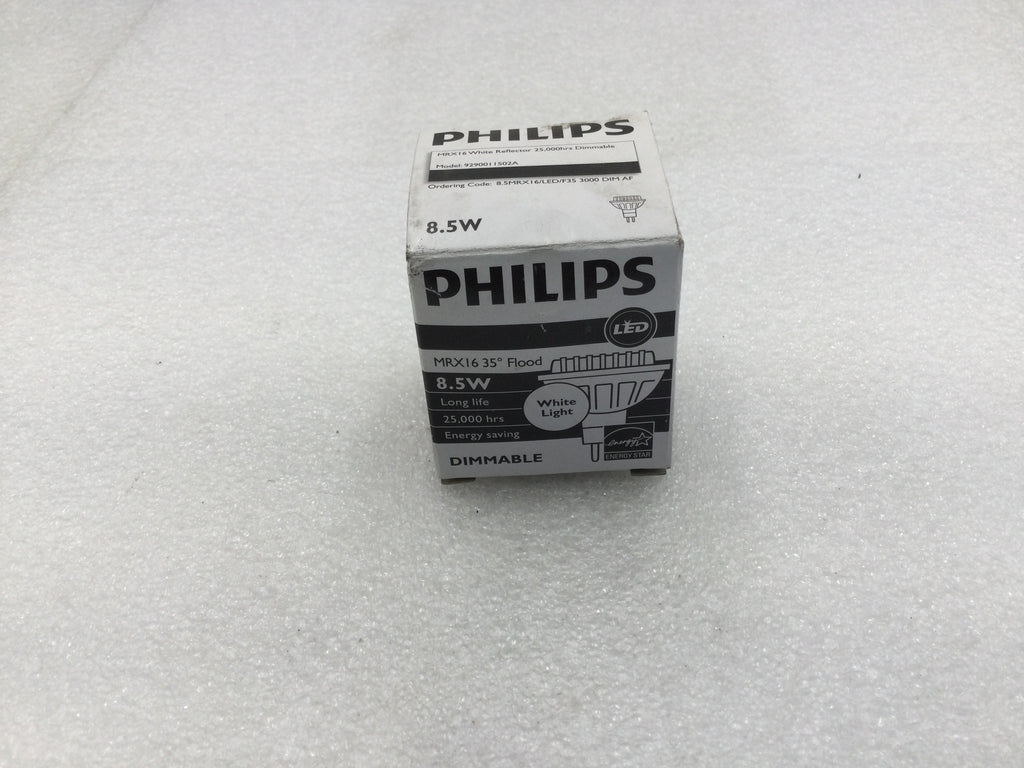 PHILIPS
MRX16 White Reflector 25,000hrs Dimmable
Model: 9290011502A
Ordering Code: 8.5MRX16/LED/F35 3000 DIM AF
8.5W
PHILIPS
LED
MRX16 35° Flood
8.5W
Long life
25,000 hrs
Energy saving
White
Light
energy
ENERGY STAR
DIMMABLE